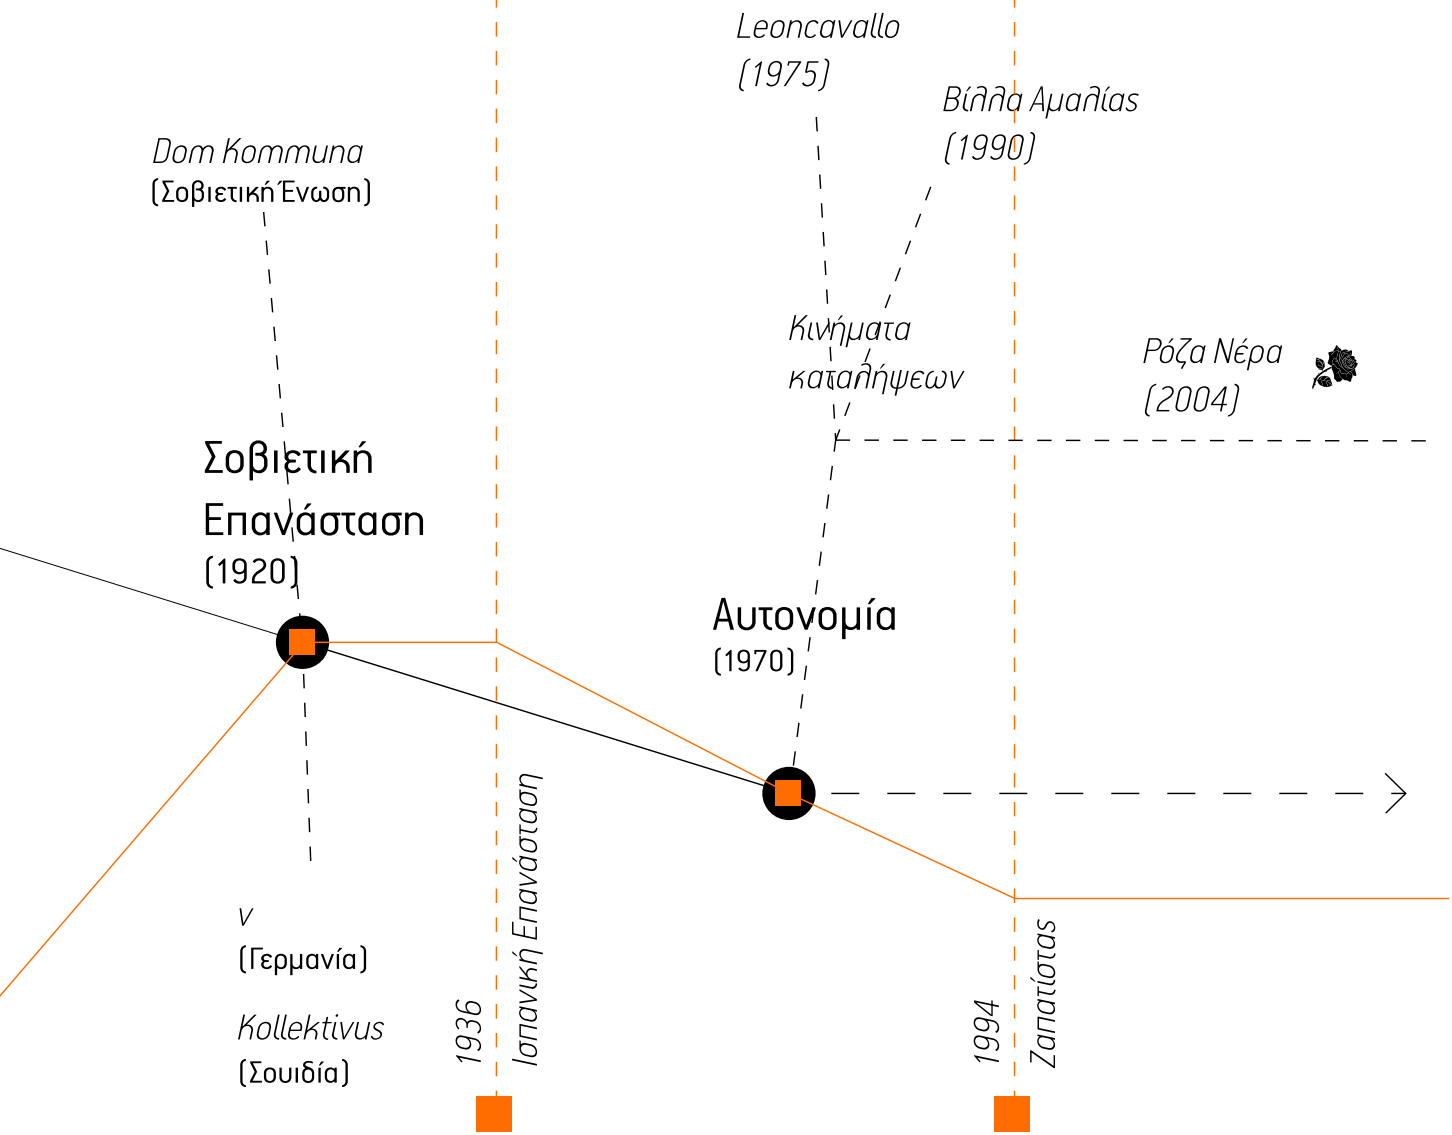 Leoncavallo
(1975)
Βίλλα Αμαλίας
(1990)
Dom Kommuna
(Σοβιετική Ένωση)
Κινήματα
καταλήψεων
Ρόζα Νέρα
(2004)
Σοβιετική
Επανάσταση
(1920)
Αυτονομία
(1970)
v
(Γερμανία)
Kollektivus
(Σουιδία)
1936
Ισπανική Επανάσταση
1994
Ζαπατίστας